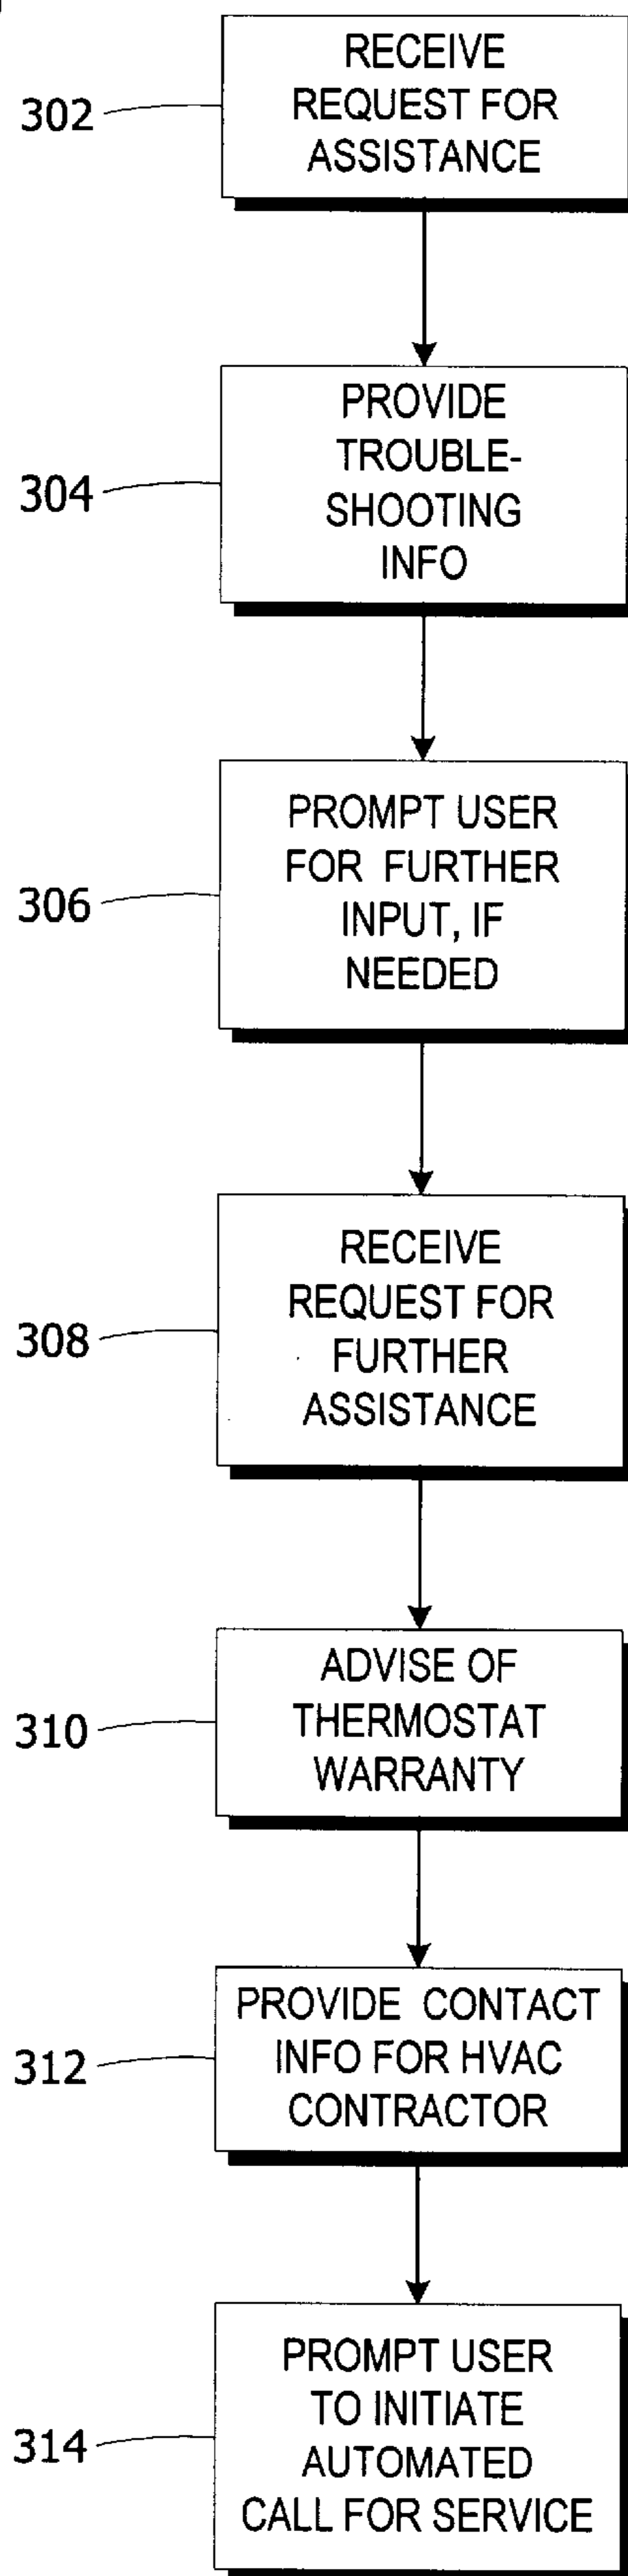 302
RECEIVE
REQUEST FOR
ASSISTANCE
304
PROVIDE
TROUBLE-
SHOOTING
INFO
306
PROMPT USER
FOR FURTHER
INPUT, IF
NEEDED
308
RECEIVE
REQUEST FOR
FURTHER
ASSISTANCE
310
ADVISE OF
THERMOSTAT
WARRANTY
312
PROVIDE CONTACT
INFO FOR HVAC
CONTRACTOR
314
PROMPT USER
TO INITIATE
AUTOMATED
CALL FOR SERVICE